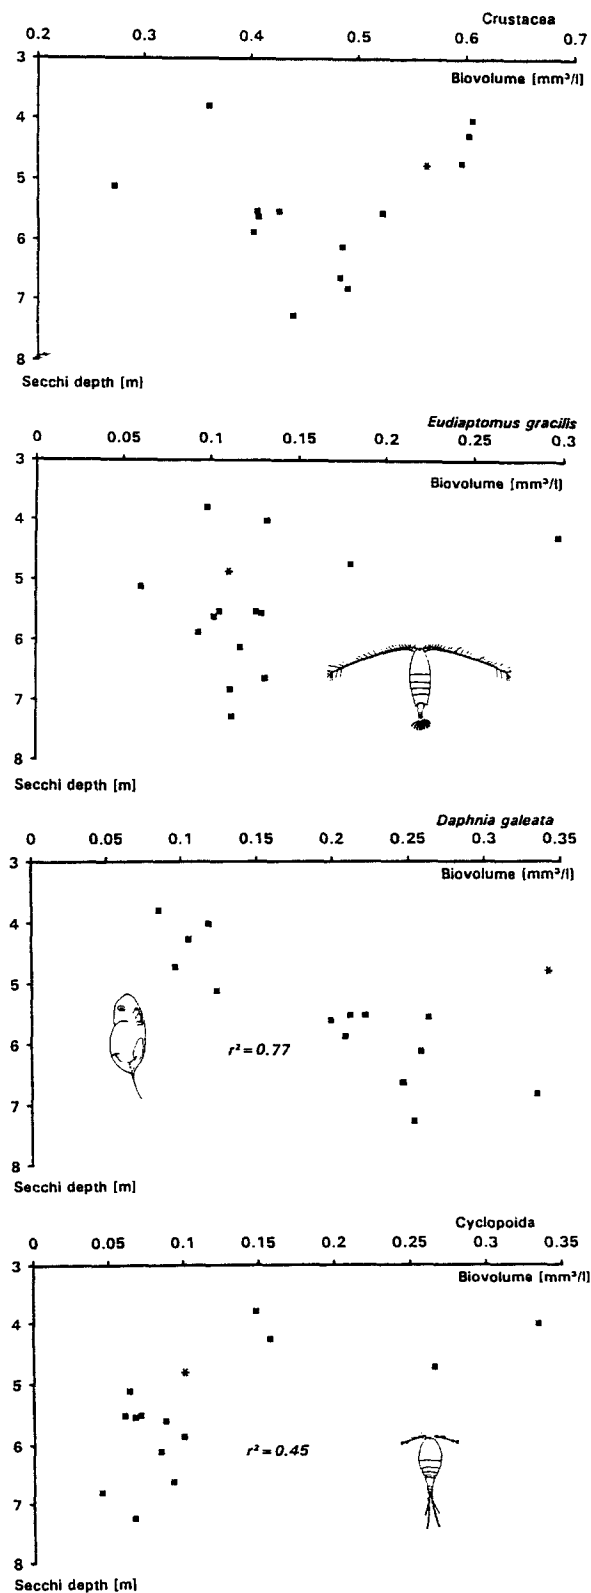 Crustacea
0.2 0.3 0.4 0.5 0.6 0.7
Biovolume [mm³/l]
3
4
5
6
7
8
Secchi depth [m]
Eudiaptomus gracilis
0 0.05 0.1 0.15 0.2 0.25 0.3
Biovolume [mm³/l]
3
4
5
6
7
8
Secchi depth [m]
Daphnia galeata
0 0.05 0.1 0.15 0.2 0.25 0.3 0.35
Biovolume [mm³/l]
3
4
5
6
7
8
r²=0.77
Secchi depth [m]
Cyclopoida
0 0.05 0.1 0.15 0.2 0.25 0.3 0.35
Biovolume [mm³/l]
3
4
5
6
7
8
r²=0.45
Secchi depth [m]